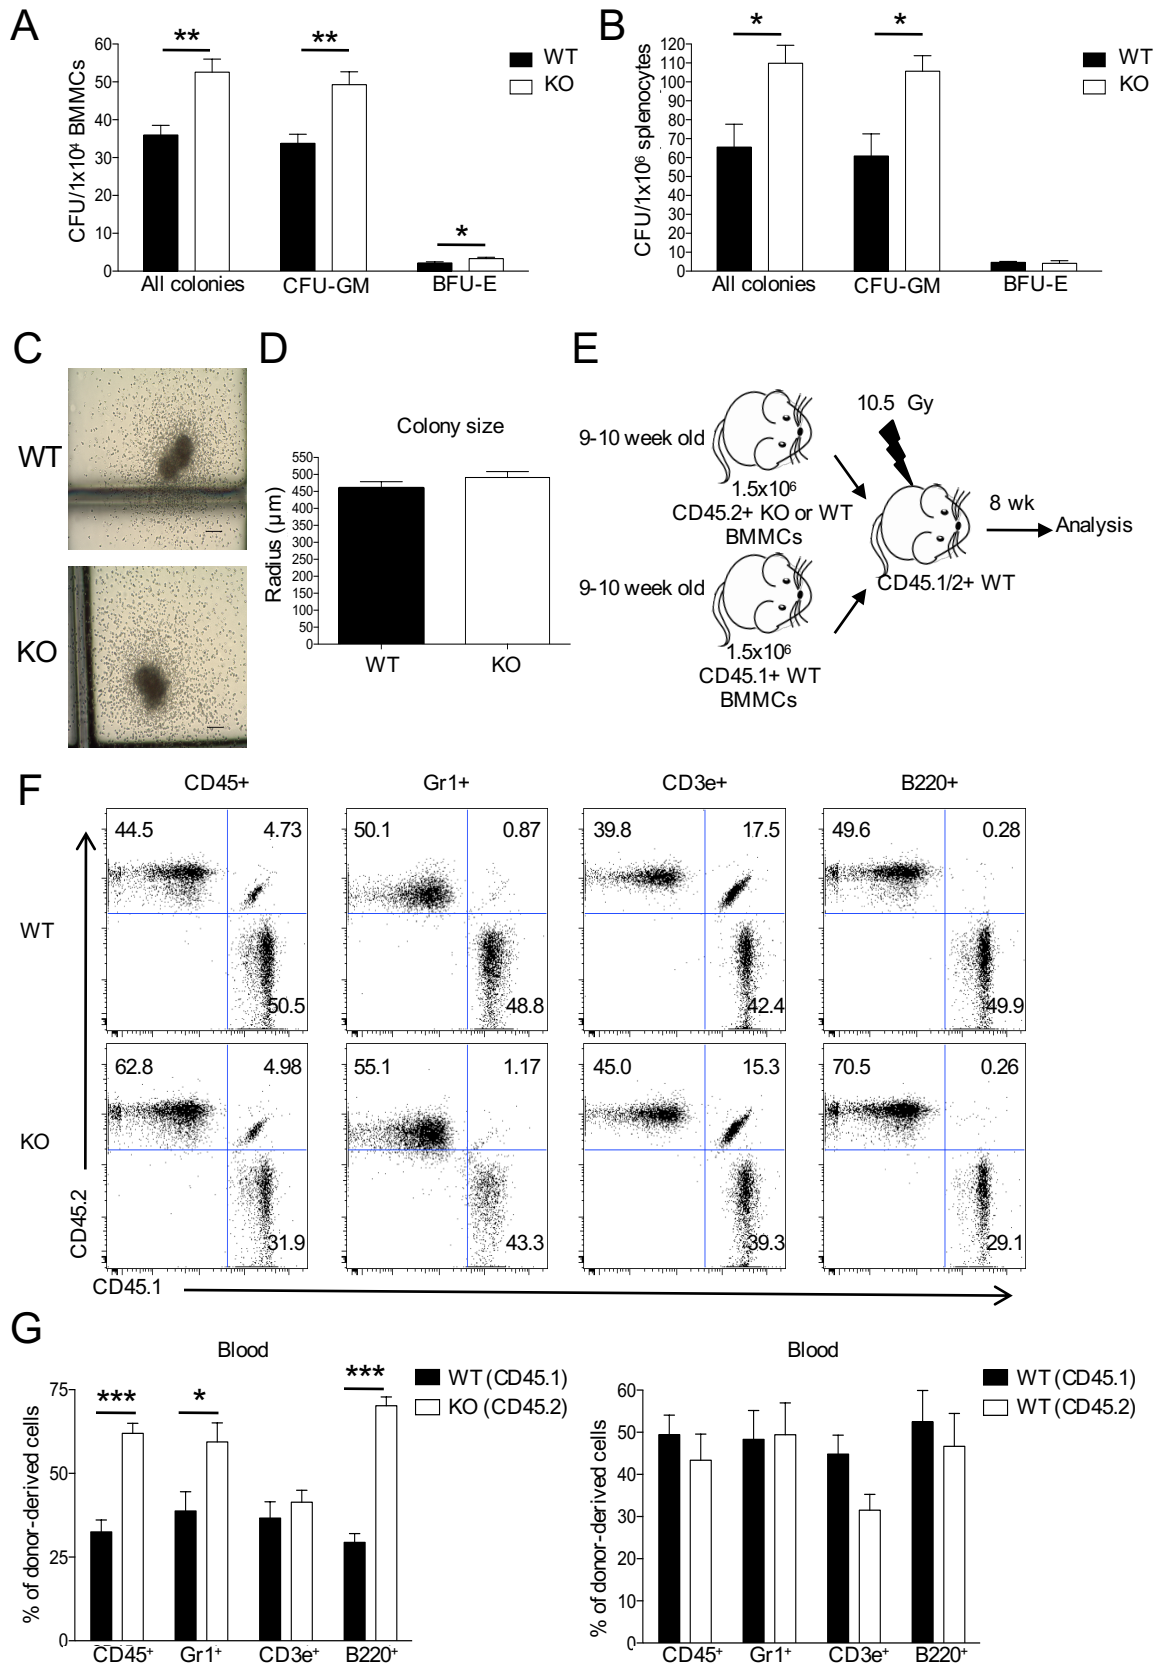 A
60
50
40
30
20
10
0
CFU/1x10⁴ BMMCs
**
**
*
WT
KO
All colonies
CFU-GM
BFU-E
B
120
110
100
90
80
70
60
50
40
30
20
10
0
CFU/1x10⁶ splenocytes
*
*
WT
KO
All colonies
CFU-GM
BFU-E
C
WT
KO
D
Colony size
550
500
450
400
350
300
250
200
150
100
50
0
Radius (µm)
WT
KO
E
9-10 week old
1.5x10⁶
CD45.2+ KO or WT
BMMCs
9-10 week old
1.5x10⁶
CD45.1+ WT
BMMCs
10.5 Gy
CD45.1/2+ WT
8 wk
Analysis
F
CD45+
Gr1+
CD3e+
B220+
WT
44.5
4.73
50.5
50.1
0.87
48.8
39.8
17.5
42.4
49.6
0.28
49.9
KO
62.8
4.98
31.9
55.1
1.17
43.3
45.0
15.3
39.3
70.5
0.26
29.1
CD45.2
CD45.1
G
Blood
75
50
25
0
% of donor-derived cells
***
*
***
WT (CD45.1)
KO (CD45.2)
CD45⁺
Gr1⁺
CD3e⁺
B220⁺
Blood
60
50
40
30
20
10
0
% of donor-derived cells
WT (CD45.1)
WT (CD45.2)
CD45⁺
Gr1⁺
CD3e⁺
B220⁺